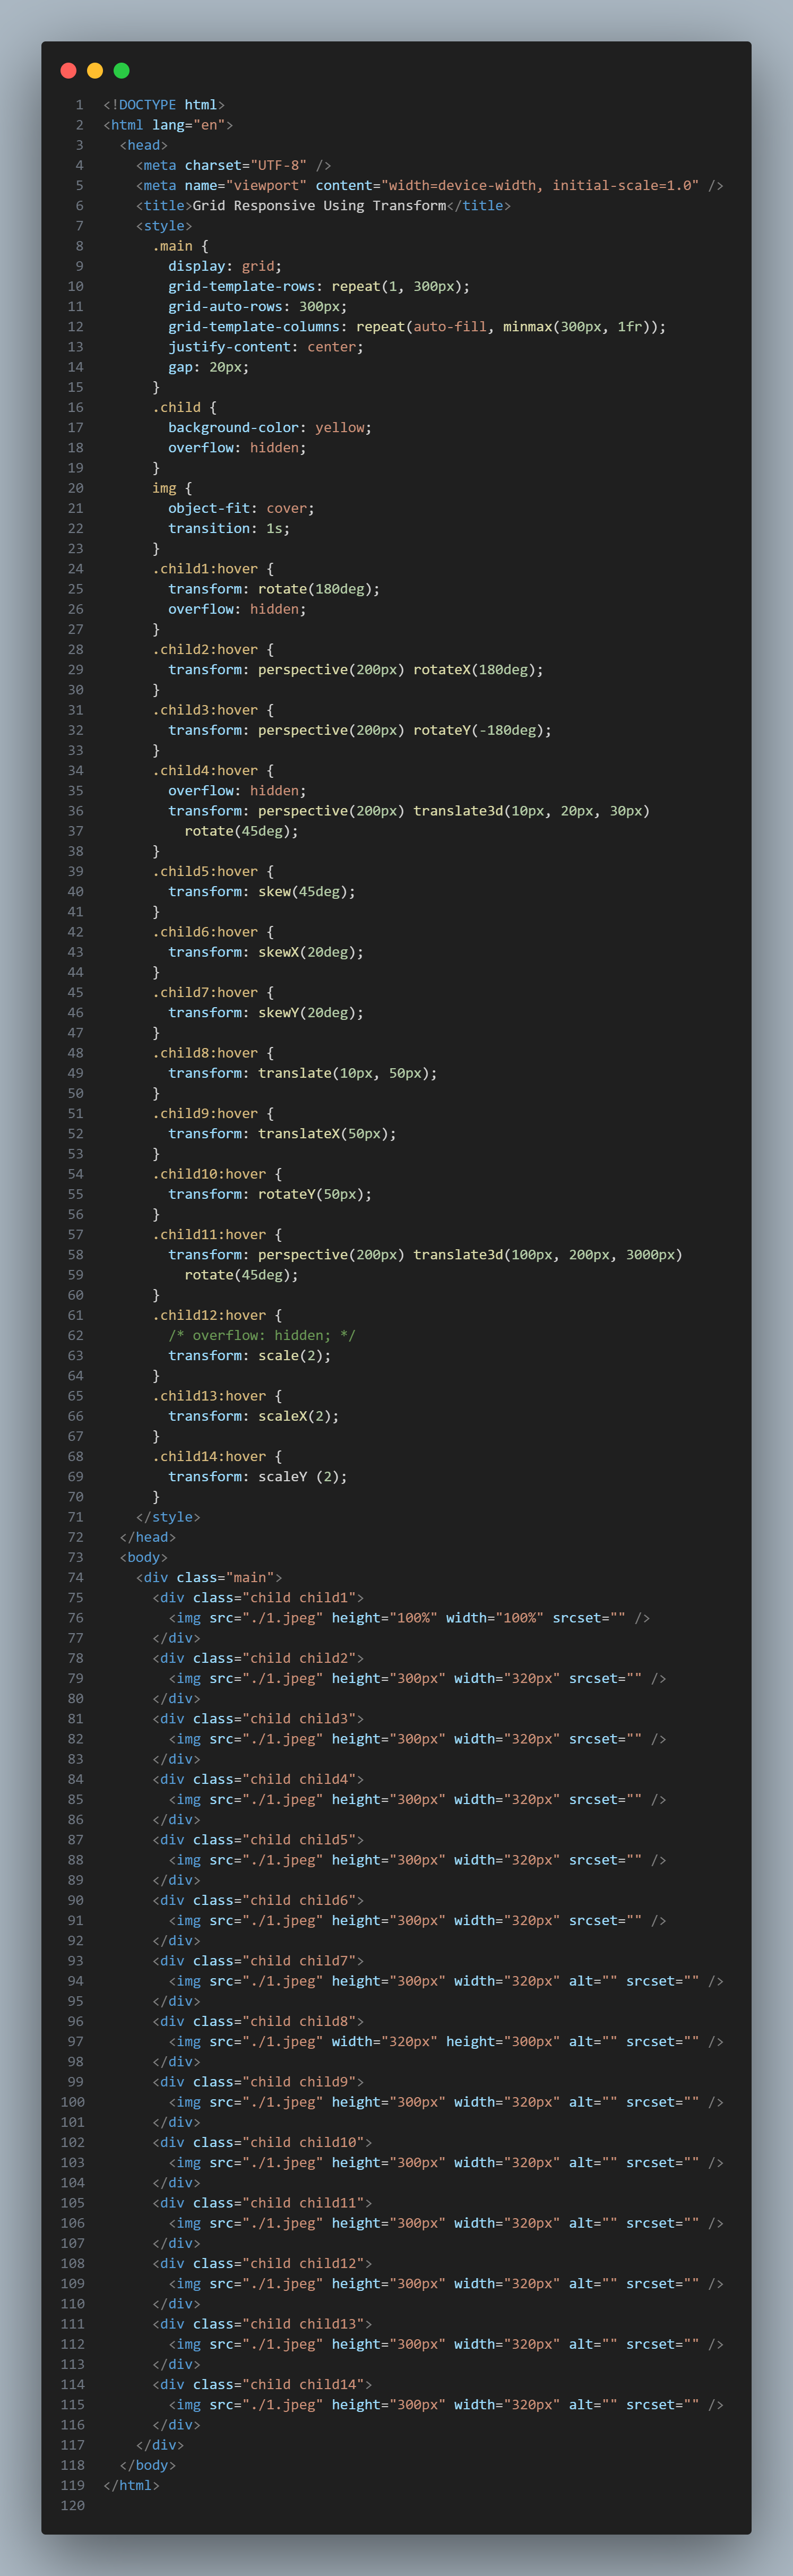 1 <!DOCTYPE html>
2 <html lang="en">
3   <head>
4     <meta charset="UTF-8" />
5     <meta name="viewport" content="width=device-width, initial-scale=1.0" />
6     <title>Grid Responsive Using Transform</title>
7     <style>
8       .main {
9         display: grid;
10         grid-template-rows: repeat(1, 300px);
11         grid-auto-rows: 300px;
12         grid-template-columns: repeat(auto-fill, minmax(300px, 1fr));
13         justify-content: center;
14         gap: 20px;
15       }
16       .child {
17         background-color: yellow;
18         overflow: hidden;
19       }
20       img {
21         object-fit: cover;
22         transition: 1s;
23       }
24       .child1:hover {
25         transform: rotate(180deg);
26         overflow: hidden;
27       }
28       .child2:hover {
29         transform: perspective(200px) rotateX(180deg);
30       }
31       .child3:hover {
32         transform: perspective(200px) rotateY(-180deg);
33       }
34       .child4:hover {
35         overflow: hidden;
36         transform: perspective(200px) translate3d(10px, 20px, 30px)
37           rotate(45deg);
38       }
39       .child5:hover {
40         transform: skew(45deg);
41       }
42       .child6:hover {
43         transform: skewX(20deg);
44       }
45       .child7:hover {
46         transform: skewY(20deg);
47       }
48       .child8:hover {
49         transform: translate(10px, 50px);
50       }
51       .child9:hover {
52         transform: translateX(50px);
53       }
54       .child10:hover {
55         transform: rotateY(50px);
56       }
57       .child11:hover {
58         transform: perspective(200px) translate3d(100px, 200px, 3000px)
59           rotate(45deg);
60       }
61       .child12:hover {
62         /* overflow: hidden; */
63         transform: scale(2);
64       }
65       .child13:hover {
66         transform: scaleX(2);
67       }
68       .child14:hover {
69         transform: scaleY (2);
70       }
71     </style>
72   </head>
73   <body>
74     <div class="main">
75       <div class="child child1">
76         <img src="./1.jpeg" height="100%" width="100%" srcset="" />
77       </div>
78       <div class="child child2">
79         <img src="./1.jpeg" height="300px" width="320px" srcset="" />
80       </div>
81       <div class="child child3">
82         <img src="./1.jpeg" height="300px" width="320px" srcset="" />
83       </div>
84       <div class="child child4">
85         <img src="./1.jpeg" height="300px" width="320px" srcset="" />
86       </div>
87       <div class="child child5">
88         <img src="./1.jpeg" height="300px" width="320px" srcset="" />
89       </div>
90       <div class="child child6">
91         <img src="./1.jpeg" height="300px" width="320px" srcset="" />
92       </div>
93       <div class="child child7">
94         <img src="./1.jpeg" height="300px" width="320px" alt="" srcset="" />
95       </div>
96       <div class="child child8">
97         <img src="./1.jpeg" width="320px" height="300px" alt="" srcset="" />
98       </div>
99       <div class="child child9">
100         <img src="./1.jpeg" height="300px" width="320px" alt="" srcset="" />
101       </div>
102       <div class="child child10">
103         <img src="./1.jpeg" height="300px" width="320px" alt="" srcset="" />
104       </div>
105       <div class="child child11">
106         <img src="./1.jpeg" height="300px" width="320px" alt="" srcset="" />
107       </div>
108       <div class="child child12">
109         <img src="./1.jpeg" height="300px" width="320px" alt="" srcset="" />
110       </div>
111       <div class="child child13">
112         <img src="./1.jpeg" height="300px" width="320px" alt="" srcset="" />
113       </div>
114       <div class="child child14">
115         <img src="./1.jpeg" height="300px" width="320px" alt="" srcset="" />
116       </div>
117     </div>
118   </body>
119 </html>
120